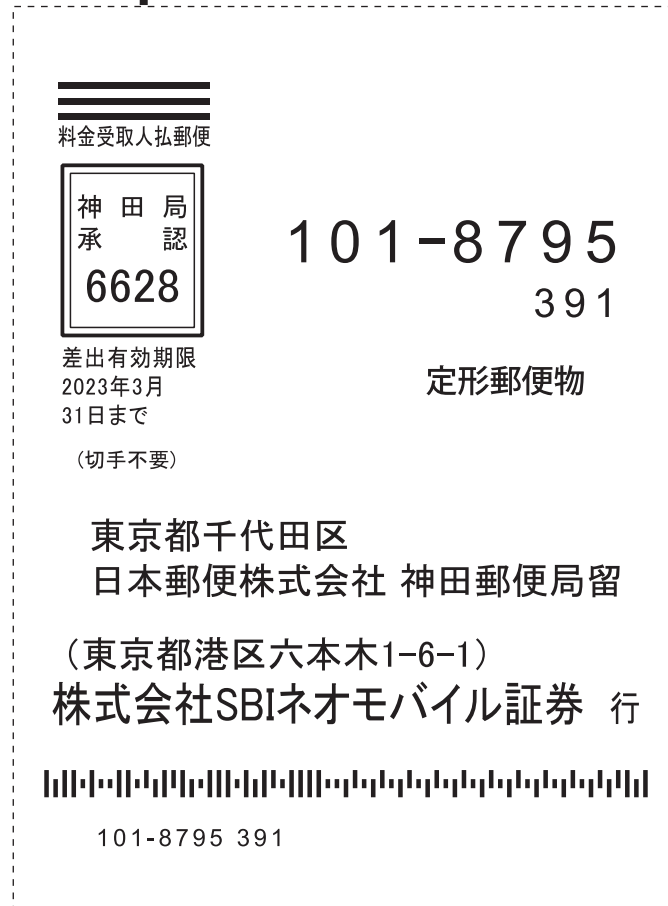 料金受取人払郵便
神田局
承認
6628
差出有効期限
2023年3月
31日まで
（切手不要）
101-8795
391
定形郵便物
東京都千代田区
日本郵便株式会社 神田郵便局留
（東京都港区六本木1-6-1）
株式会社SBIネオモバイル証券 行
101-8795 391